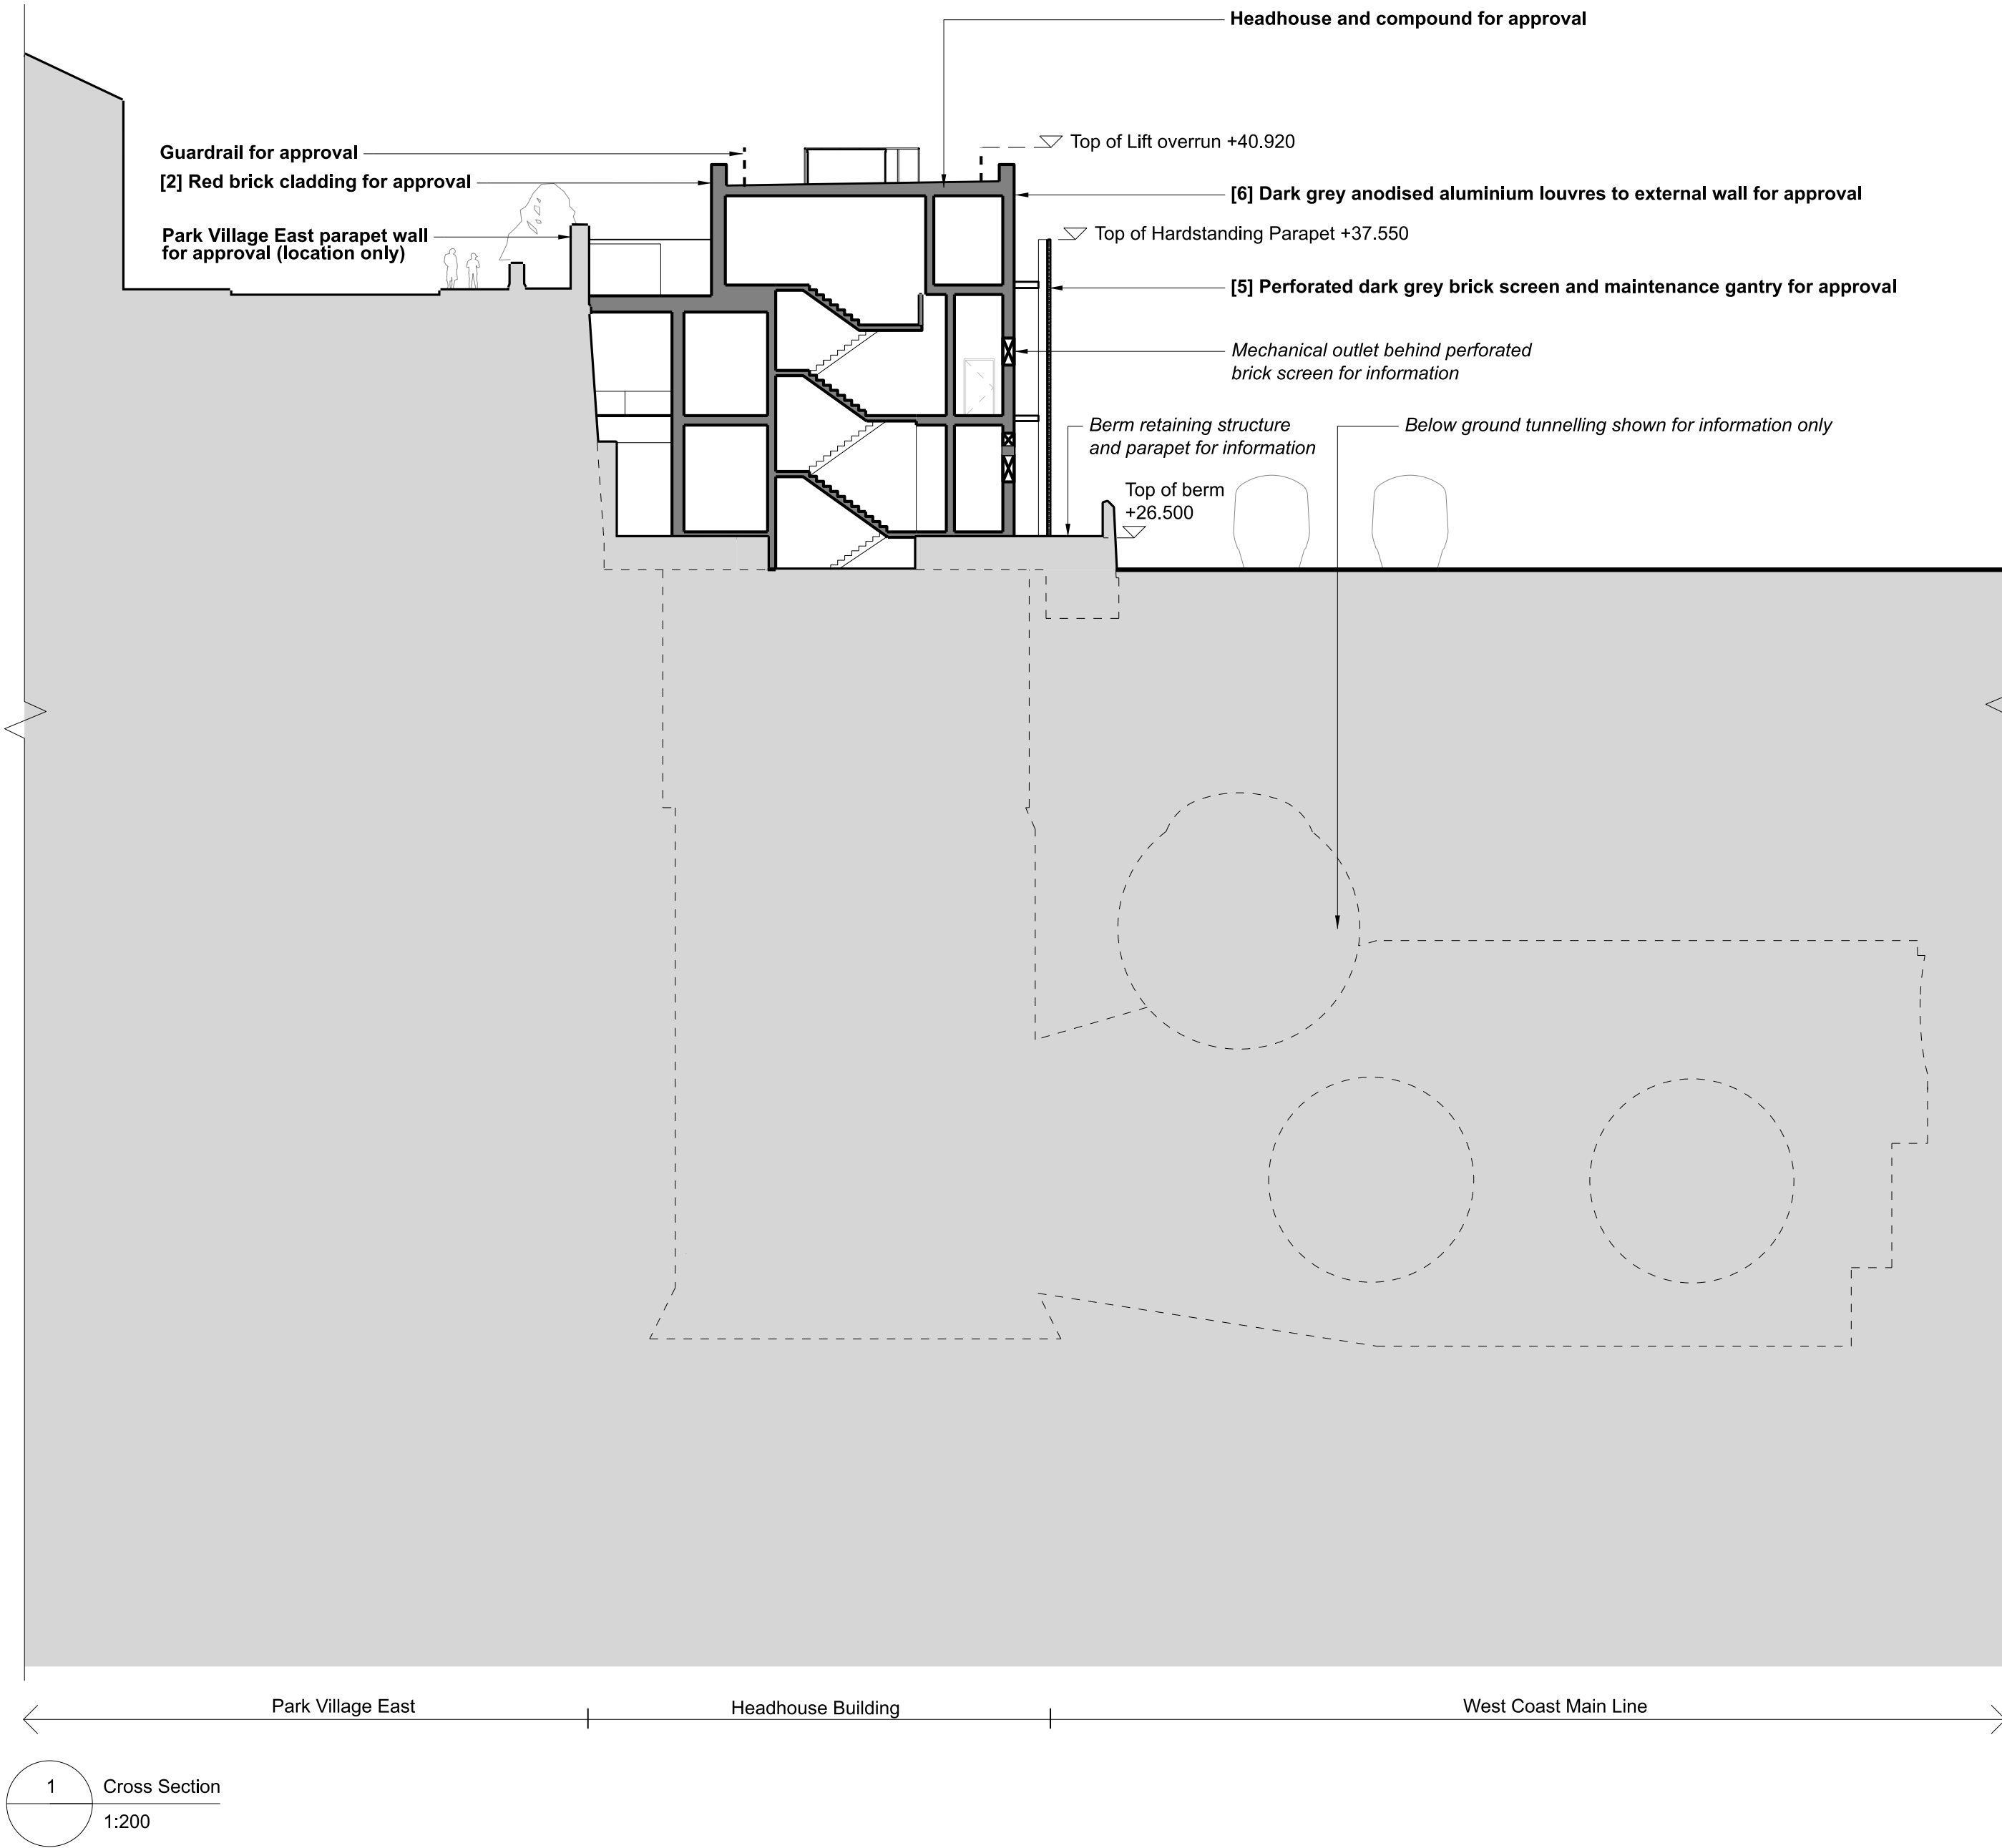 Headhouse and compound for approval
Top of Lift overrun +40.920
Guardrail for approval
[2] Red brick cladding for approval
[6] Dark grey anodised aluminium louvres to external wall for approval
Park Village East parapet wall
for approval (location only)
Top of Hardstanding Parapet +37.550
[5] Perforated dark grey brick screen and maintenance gantry for approval
Mechanical outlet behind perforated
brick screen for information
Berm retaining structure
and parapet for information
Below ground tunnelling shown for information only
Top of berm
+26.500
Park Village East
Headhouse Building
West Coast Main Line
1
Cross Section
1:200